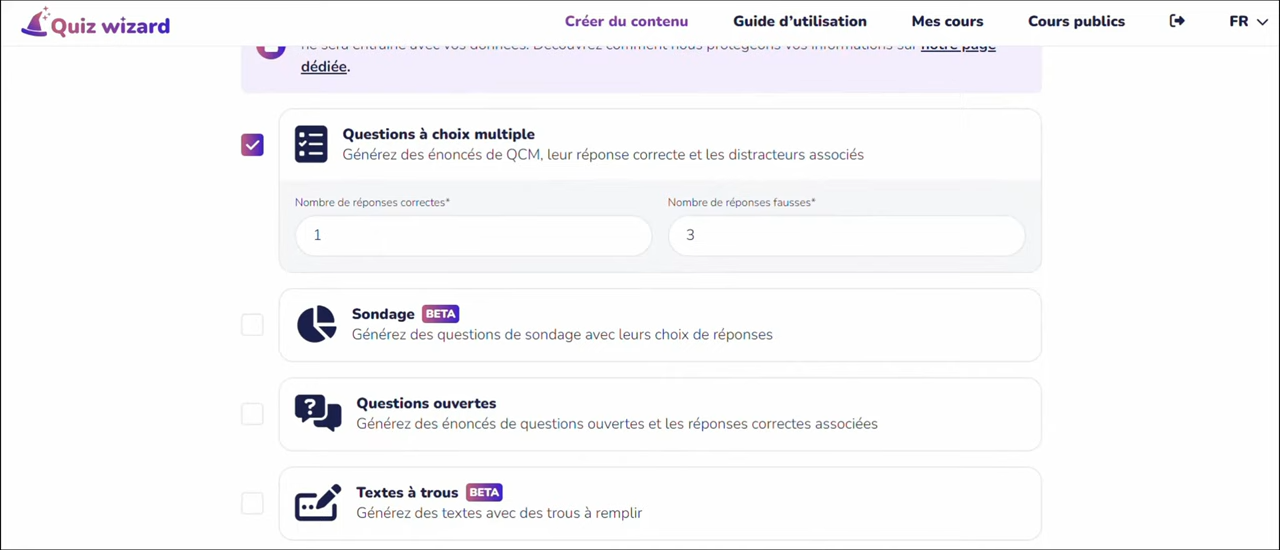 Quiz wizard
Créer du contenu
Guide d'utilisation
Mes cours
Cours publics
FR
ne sera entraîné avec vos données. Découvrez comment nous protégeons vos informations sur notre page
dédiée.
Questions à choix multiple
Générez des énoncés de QCM, leur réponse correcte et les distracteurs associés
Nombre de réponses correctes*
Nombre de réponses fausses*
1
3
Sondage BETA
Générez des questions de sondage avec leurs choix de réponses
Questions ouvertes
Générez des énoncés de questions ouvertes et les réponses correctes associées
Textes à trous BETA
Générez des textes avec des trous à remplir